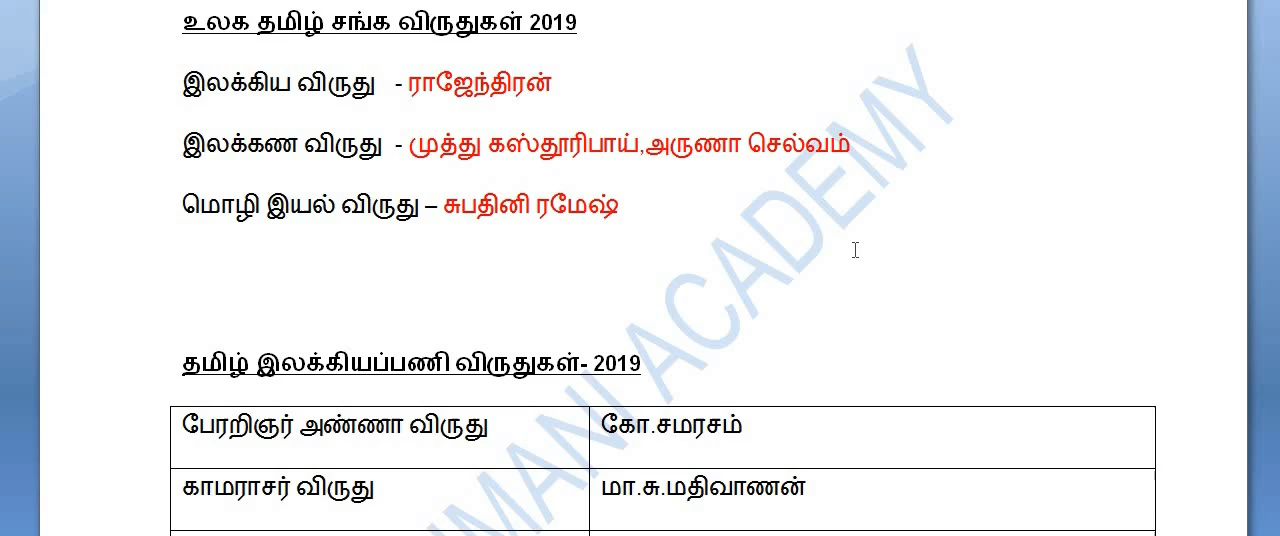 உலக தமிழ் சங்க விருதுகள் 2019
இலக்கிய விருது - ராஜேந்திரன்
இலக்கண விருது - முத்து கஸ்தூரிபாய்,அருணா செல்வம்
மொழி இயல் விருது – சுபதினி ரமேஷ்
தமிழ் இலக்கியப்பணி விருதுகள்- 2019
பேரறிஞர் அண்ணா விருது கோ.சமரசம்
காமராசர் விருது மா.சு.மதிவாணன்
ACADEMY